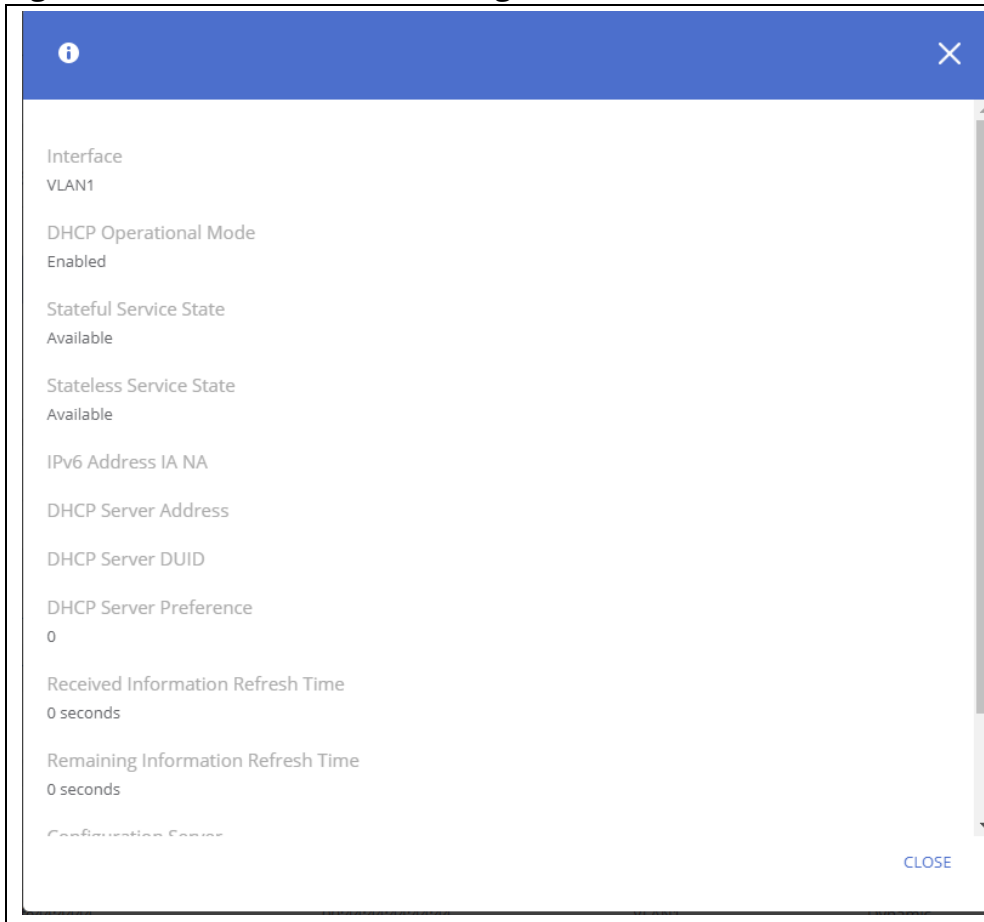 Interface
VLAN1
DHCP Operational Mode
Enabled
Stateful Service State
Available
Stateless Service State
Available
IPv6 Address IA NA
DHCP Server Address
DHCP Server DUID
DHCP Server Preference
0
Received Information Refresh Time
0 seconds
Remaining Information Refresh Time
0 seconds
Configuration Server
CLOSE